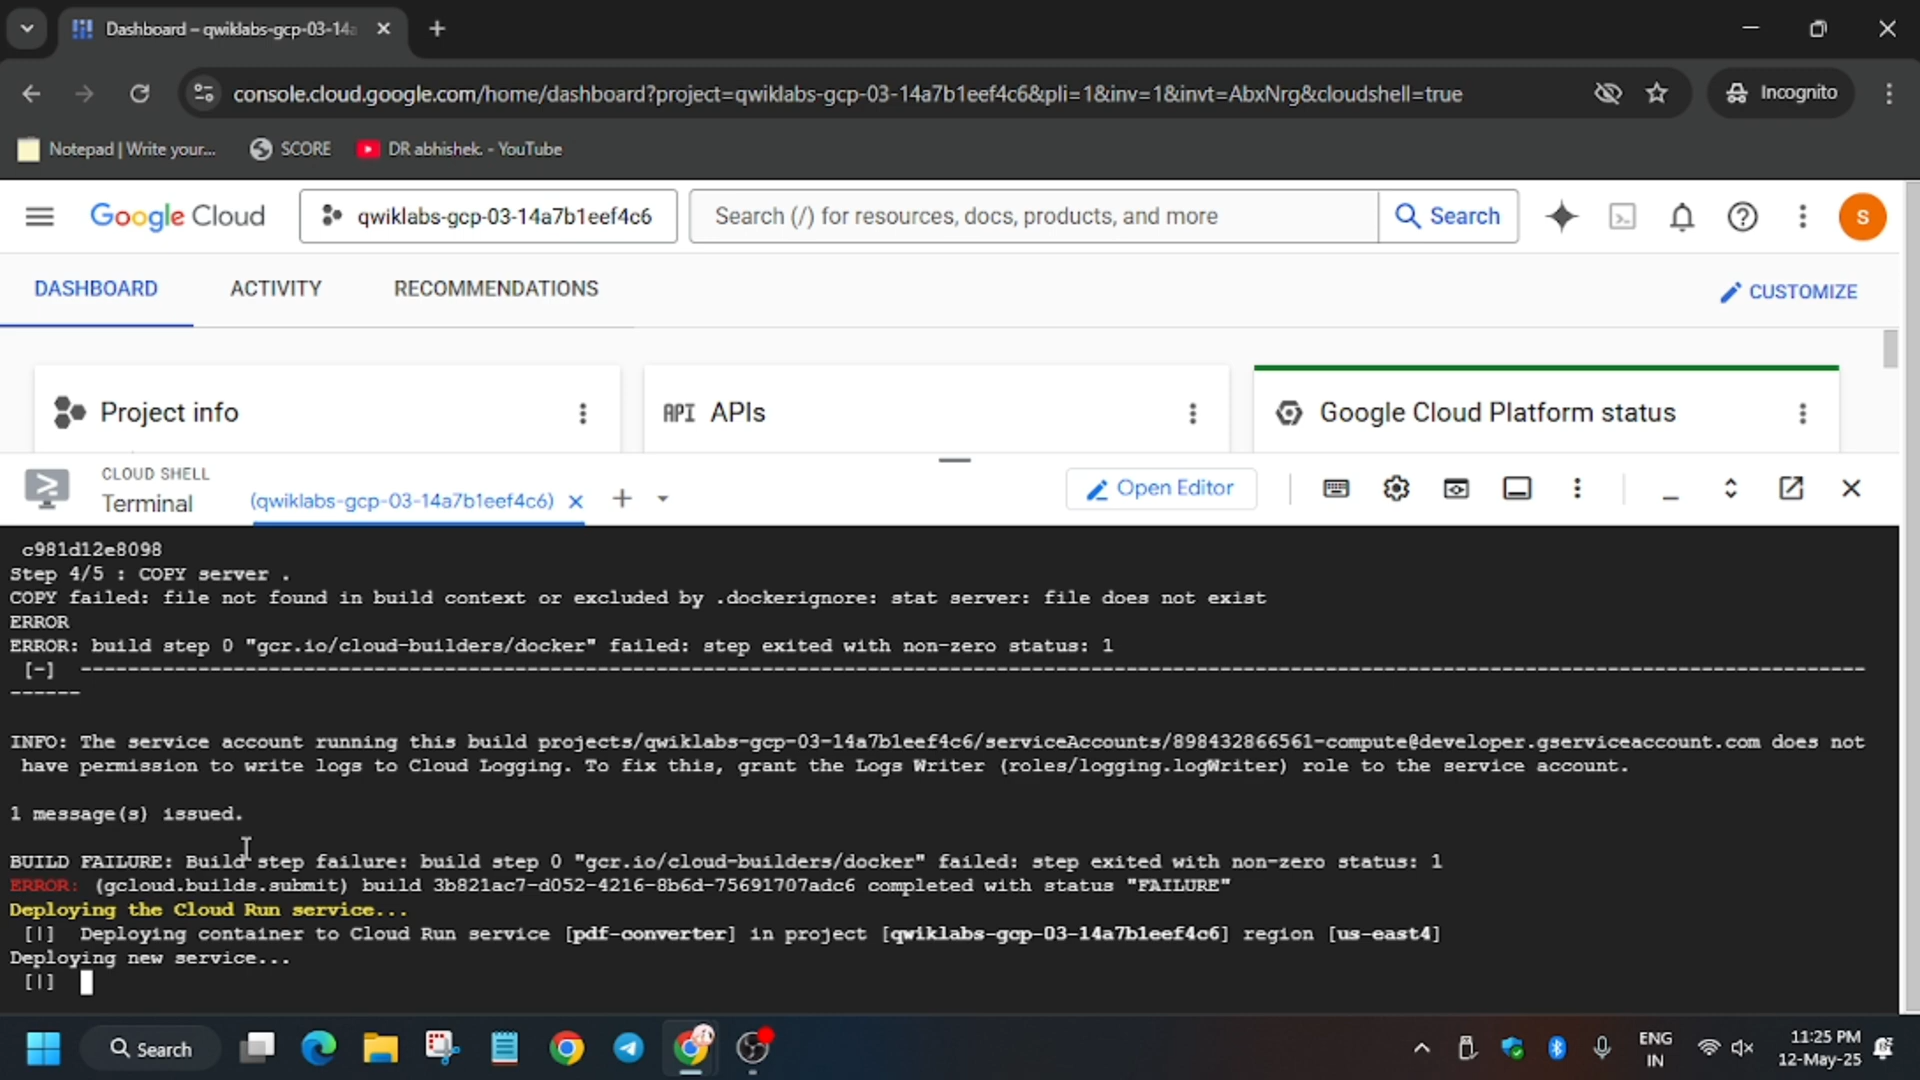 Dashboard – qwiklabs-gcp-03-14a
console.cloud.google.com/home/dashboard?project=qwiklabs-gcp-03-14a7b1eef4c6&pli=1&inv=1&invt=AbxNrg&cloudshell=true
Incognito
Notepad | Write your...
SCORE
DR abhishek. - YouTube
Google Cloud
qwiklabs-gcp-03-14a7b1eef4c6
Search (/) for resources, docs, products, and more
Search
S
DASHBOARD
ACTIVITY
RECOMMENDATIONS
CUSTOMIZE
Project info
API APIs
Google Cloud Platform status
CLOUD SHELL
Terminal
(qwiklabs-gcp-03-14a7b1eef4c6)
Open Editor
c981d12e8098
Step 4/5 : COPY server .
COPY failed: file not found in build context or excluded by .dockerignore: stat server: file does not exist
ERROR
ERROR: build step 0 "gcr.io/cloud-builders/docker" failed: step exited with non-zero status: 1
[-] -------------------------------------------------------------------------------------------------------------------------------------------------------
------
INFO: The service account running this build projects/qwiklabs-gcp-03-14a7b1eef4c6/serviceAccounts/898432866561-compute@developer.gserviceaccount.com does not
have permission to write logs to Cloud Logging. To fix this, grant the Logs Writer (roles/logging.logWriter) role to the service account.
1 message(s) issued.
BUILD FAILURE: Build step failure: build step 0 "gcr.io/cloud-builders/docker" failed: step exited with non-zero status: 1
ERROR: (gcloud.builds.submit) build 3b821ac7-d052-4216-8b6d-75691707adc6 completed with status "FAILURE"
Deploying the Cloud Run service...
[|] Deploying container to Cloud Run service [pdf-converter] in project [qwiklabs-gcp-03-14a7b1eef4c6] region [us-east4]
Deploying new service...
[|]
Search
ENG
IN
11:25 PM
12-May-25